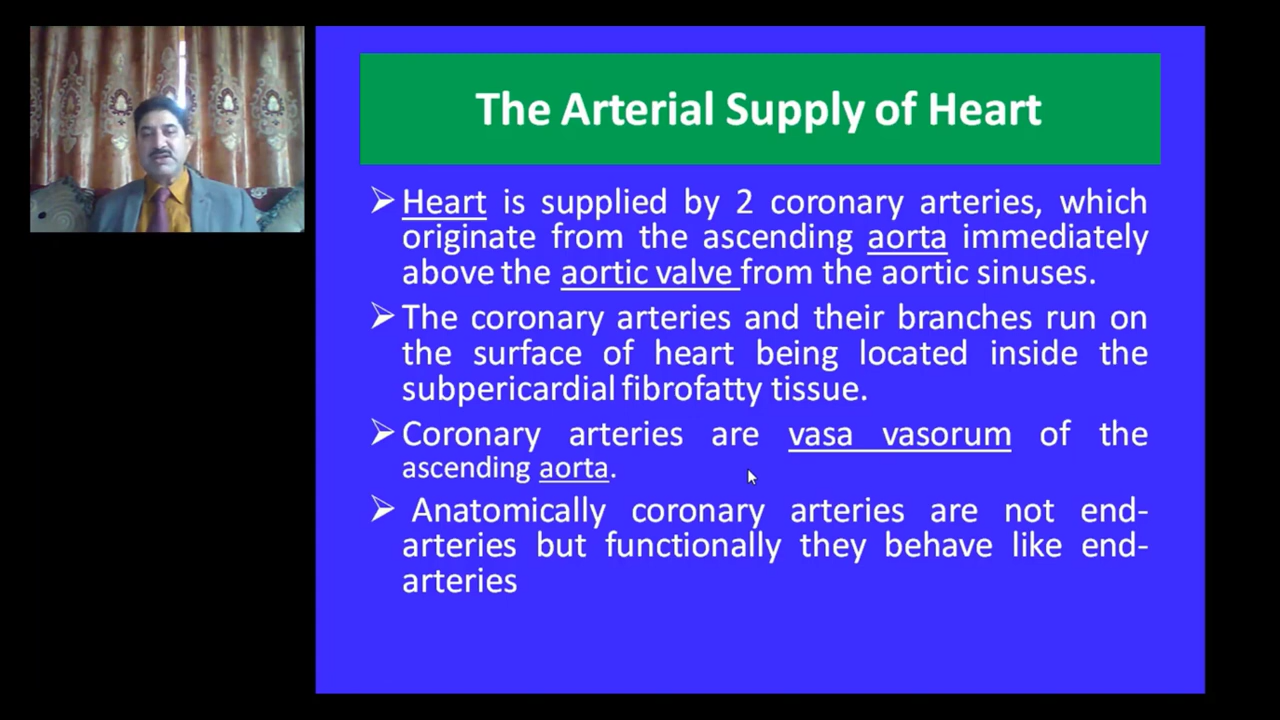 The Arterial Supply of Heart
➢ Heart is supplied by 2 coronary arteries, which
originate from the ascending aorta immediately
above the aortic valve from the aortic sinuses.
➢ The coronary arteries and their branches run on
the surface of heart being located inside the
subpericardial fibrofatty tissue.
➢ Coronary arteries are vasa vasorum of the
ascending aorta.
➢ Anatomically coronary arteries are not end-
arteries but functionally they behave like end-
arteries